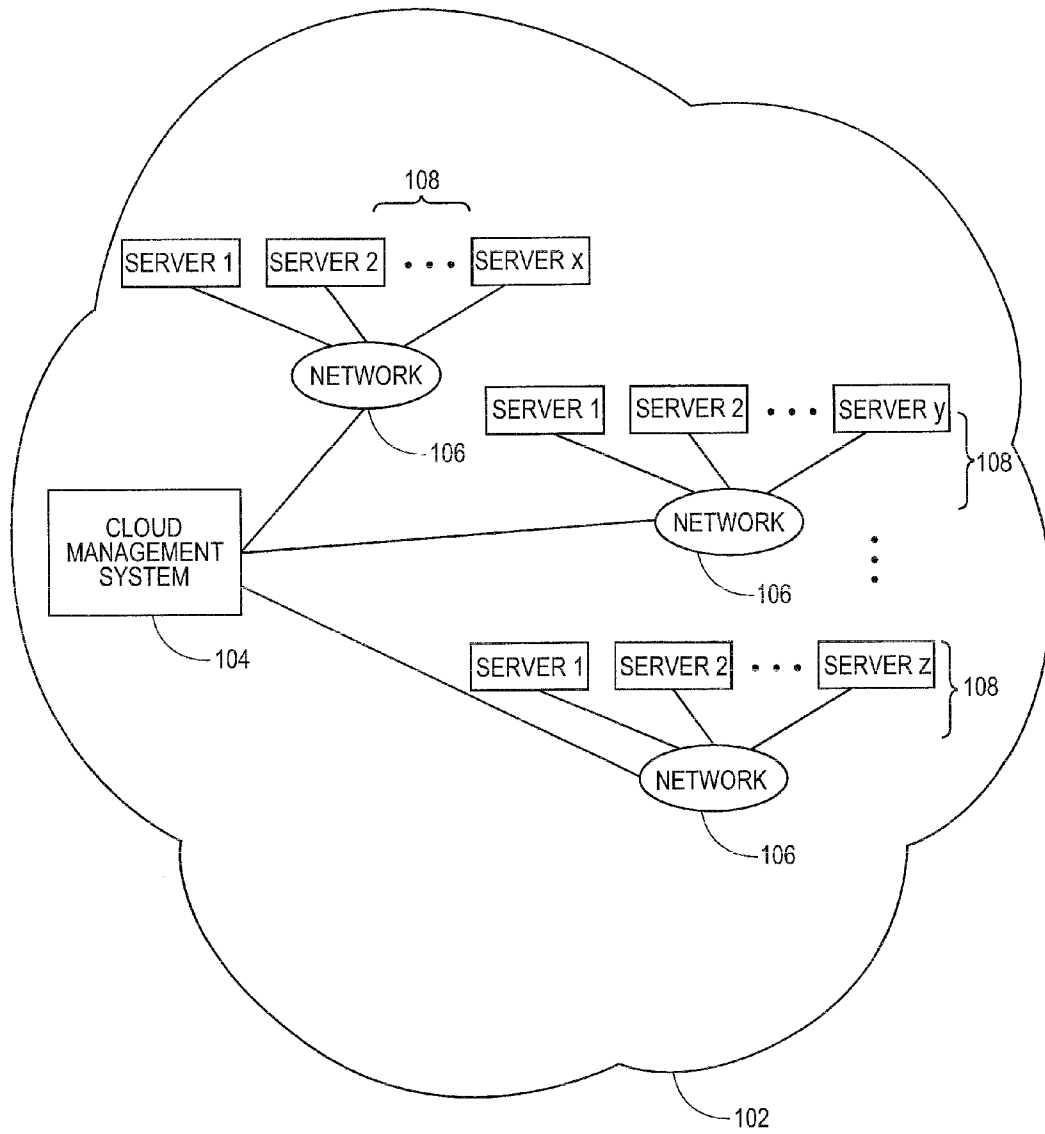 108
SERVER 1
SERVER 2
• • •
SERVER x
NETWORK
106
SERVER 1
SERVER 2
• • •
SERVER y
108
NETWORK
106
CLOUD
MANAGEMENT
SYSTEM
104
SERVER 1
SERVER 2
• • •
SERVER z
108
NETWORK
106
102